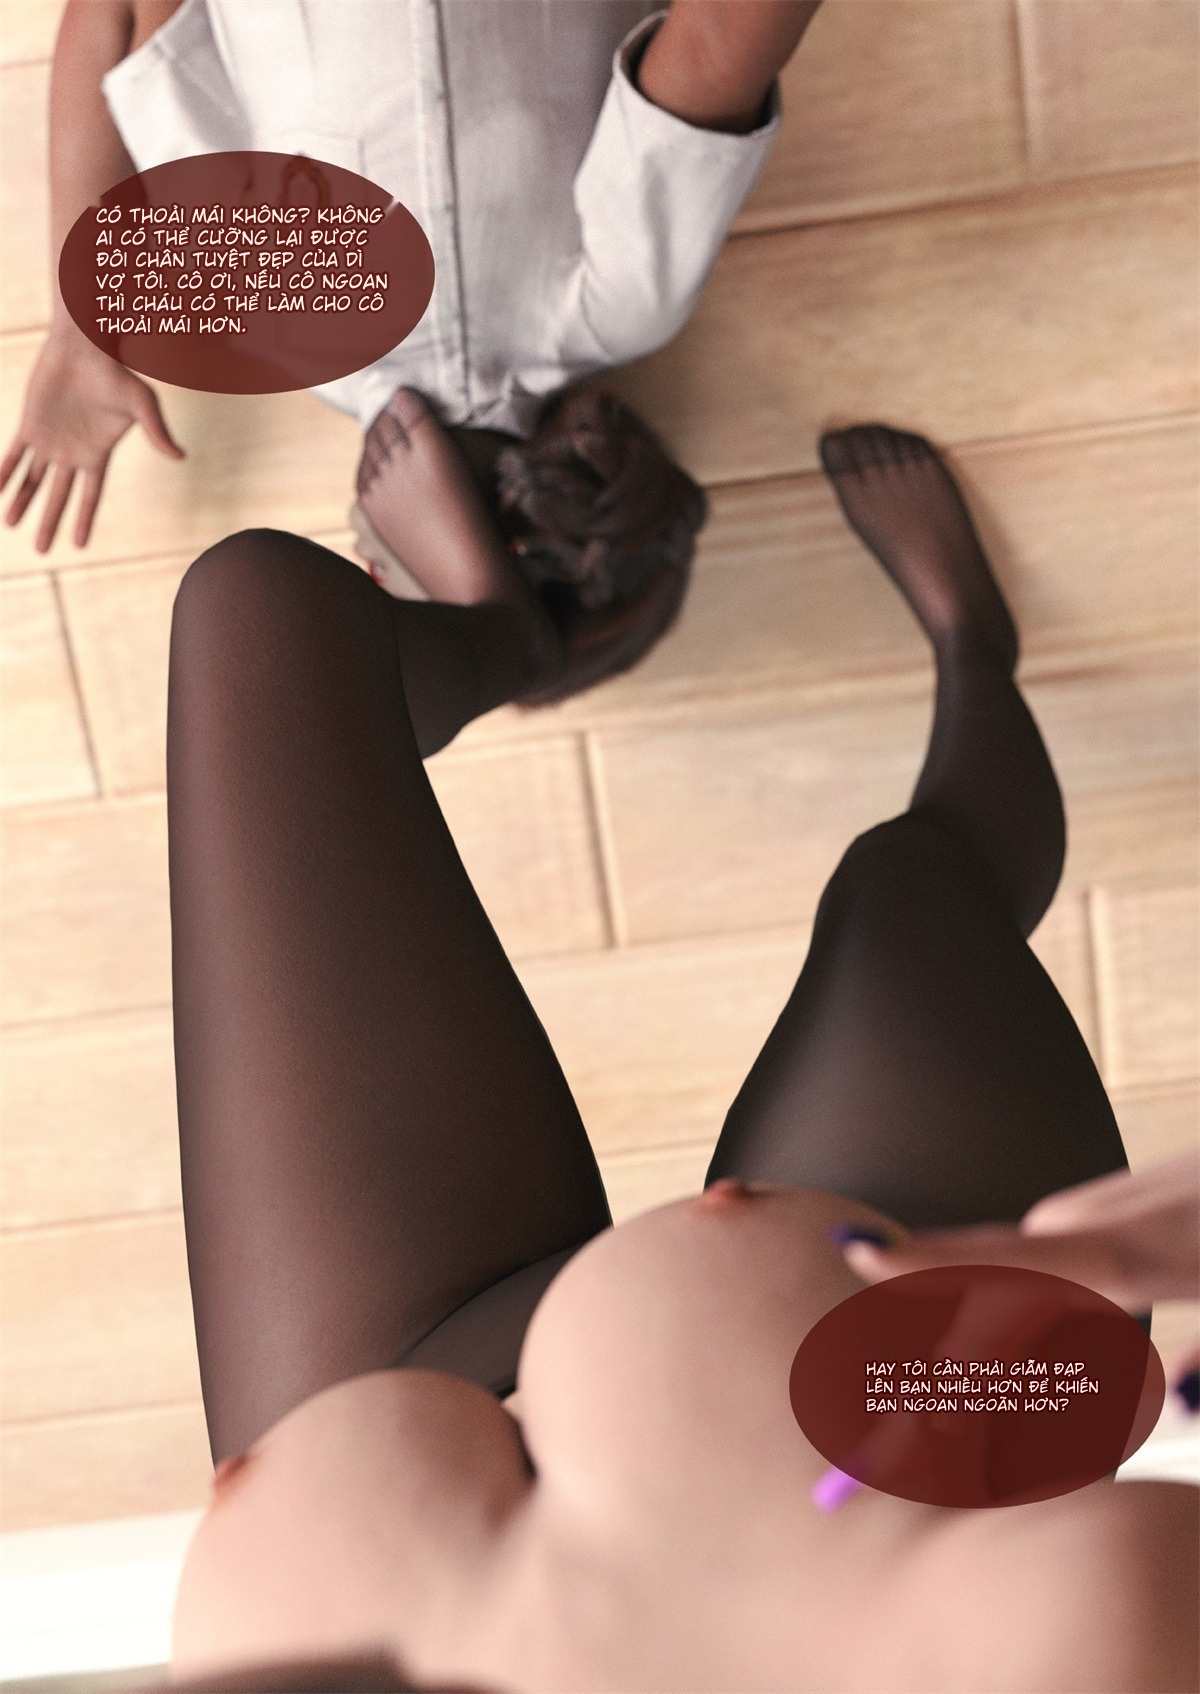 CÓ THOẢI MÁI KHÔNG? KHÔNG
AI CÓ THỂ CƯỠNG LẠI ĐƯỢC
ĐÔI CHÂN TUYỆT ĐẸP CỦA DÌ
VỢ TÔI. CÔ ƠI, NẾU CÔ NGOAN
THÌ CHÁU CÓ THỂ LÀM CHO CÔ
THOẢI MÁI HƠN.
HAY TÔI CẦN PHẢI GIẪM ĐẠP
LÊN BẠN NHIỀU HƠN ĐỂ KHIẾN
BẠN NGOAN NGOÃN HƠN?